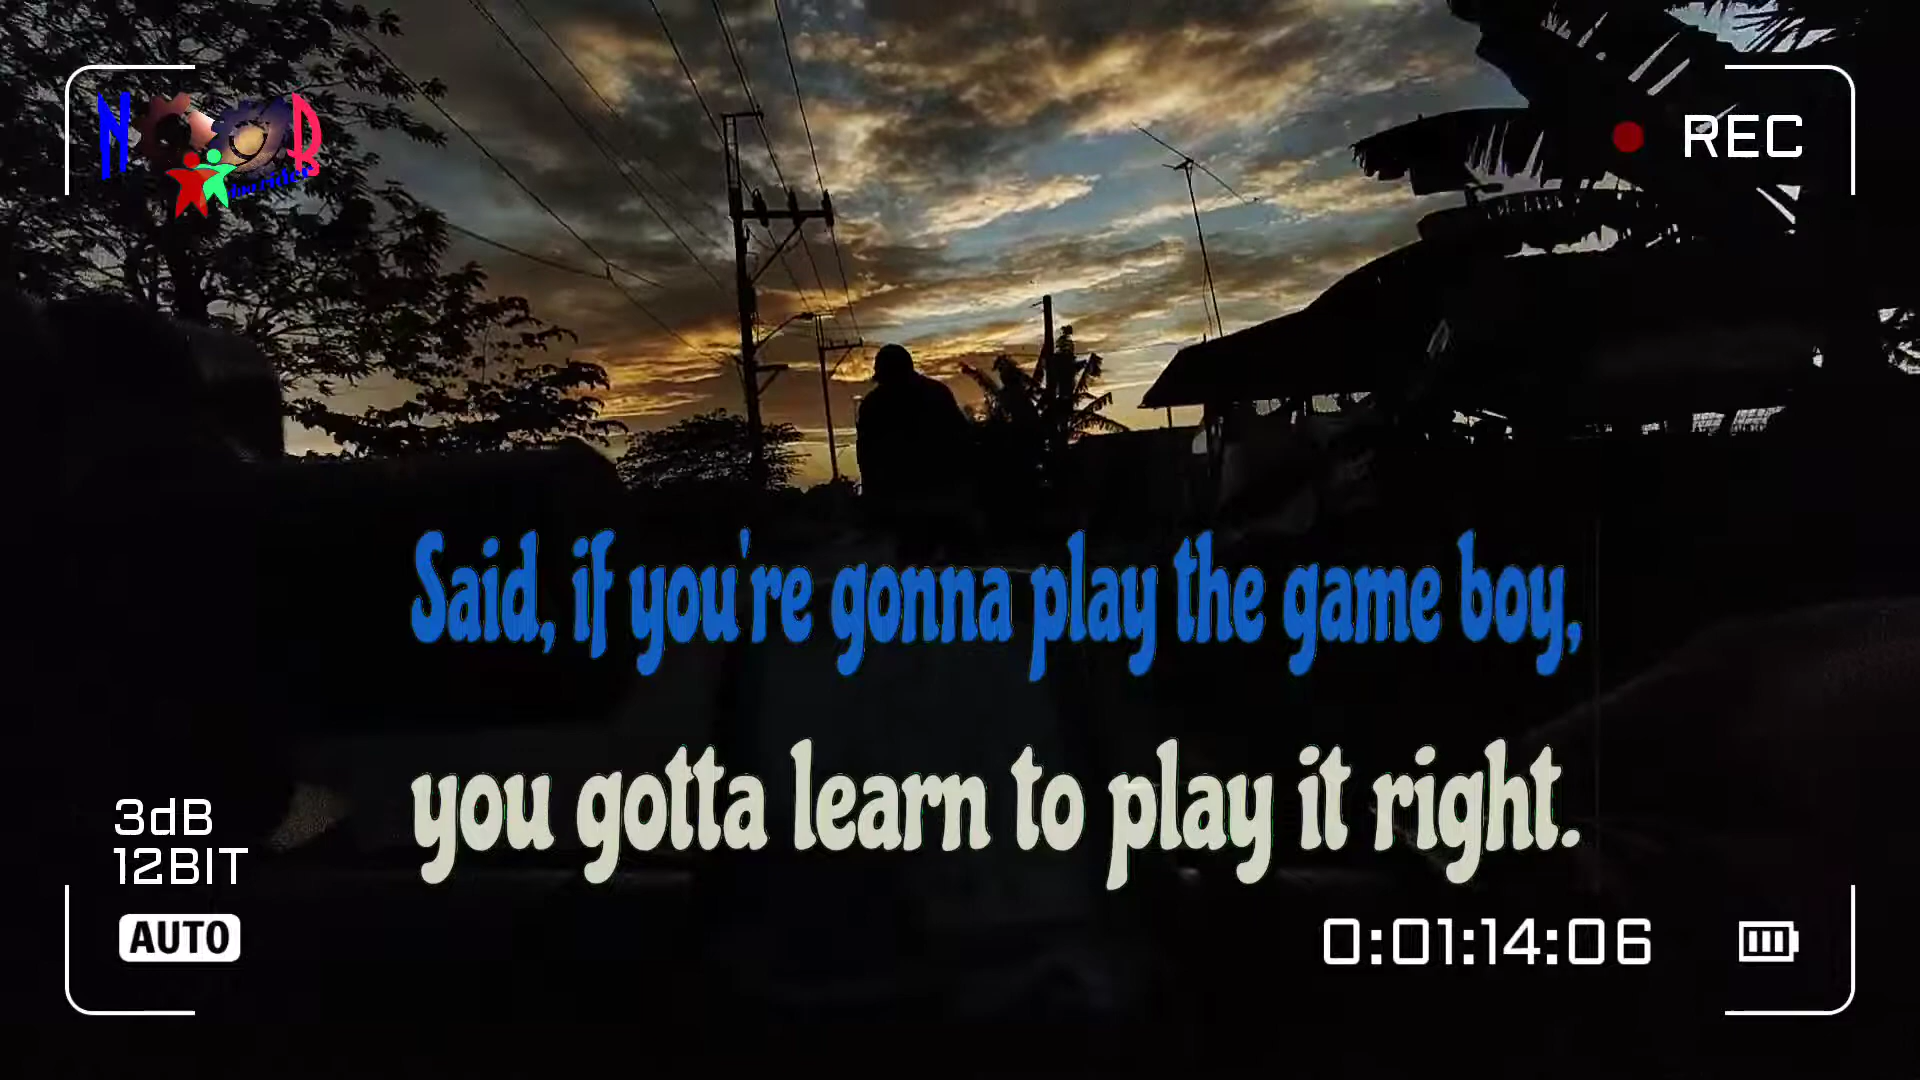 N R
REC
Said, if you're gonna play the game boy,
you gotta learn to play it right.
3dB
12BIT
AUTO
0:01:14:06